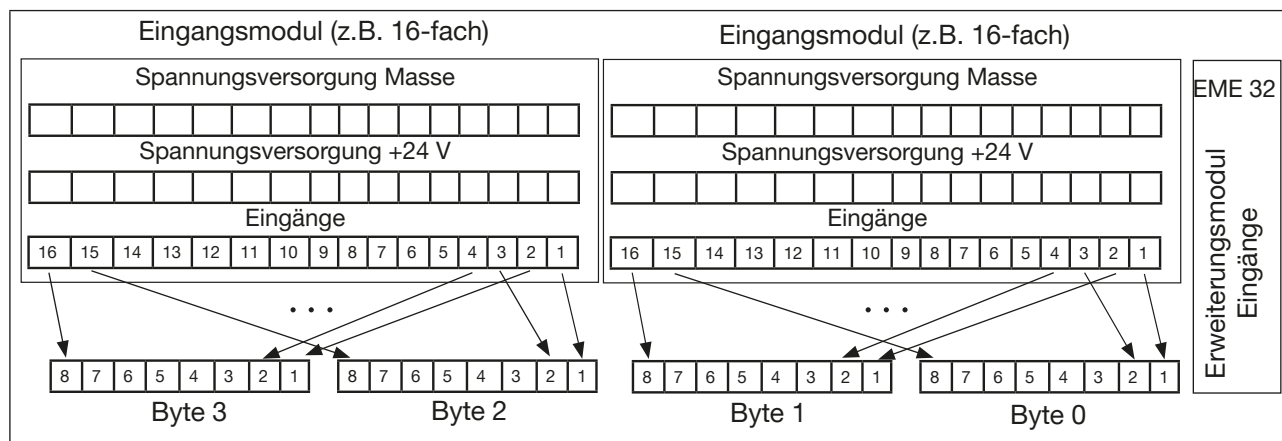 Eingangsmodul (z.B. 16-fach)
Spannungsversorgung Masse
Spannungsversorgung +24 V
Eingänge
16 15 14 13 12 11 10 9 8 7 6 5 4 3 2 1
. . .
8 7 6 5 4 3 2 1
Byte 3
8 7 6 5 4 3 2 1
Byte 2
Eingangsmodul (z.B. 16-fach)
Spannungsversorgung Masse
Spannungsversorgung +24 V
Eingänge
16 15 14 13 12 11 10 9 8 7 6 5 4 3 2 1
. . .
8 7 6 5 4 3 2 1
Byte 1
8 7 6 5 4 3 2 1
Byte 0
EME 32
Erweiterungsmodul
Eingänge